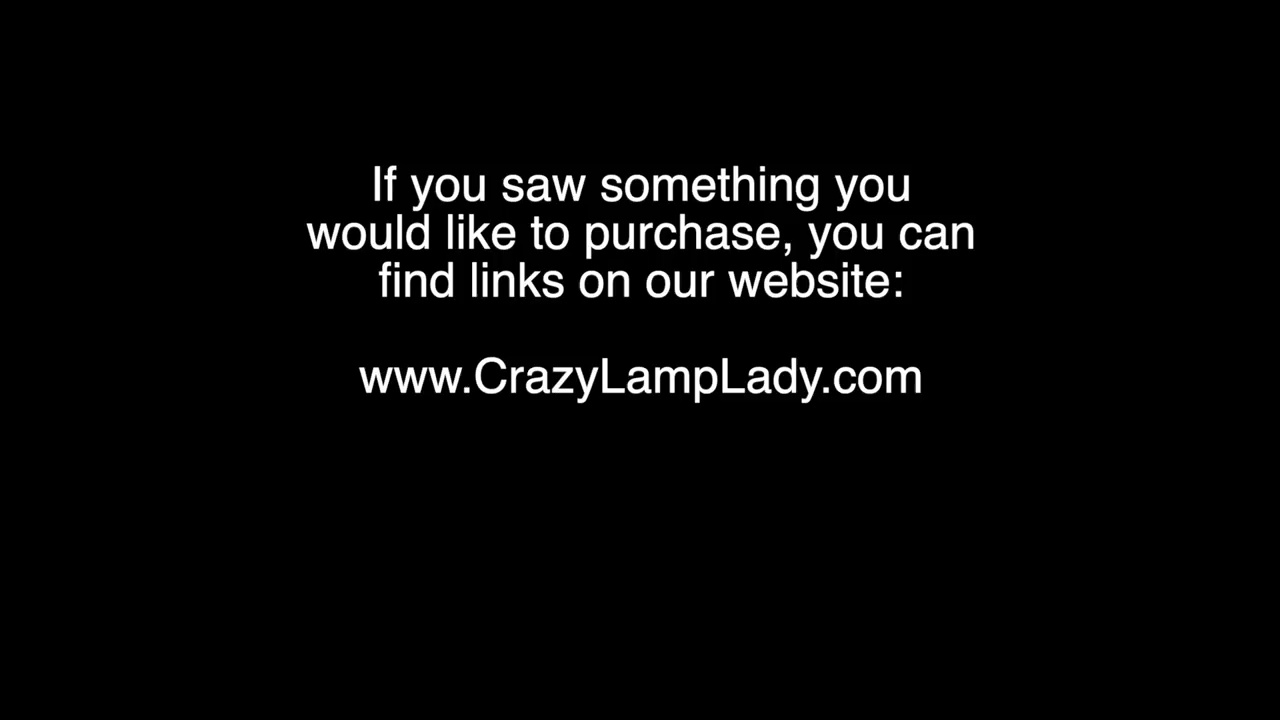 If you saw something you
would like to purchase, you can
find links on our website:
www.CrazyLampLady.com